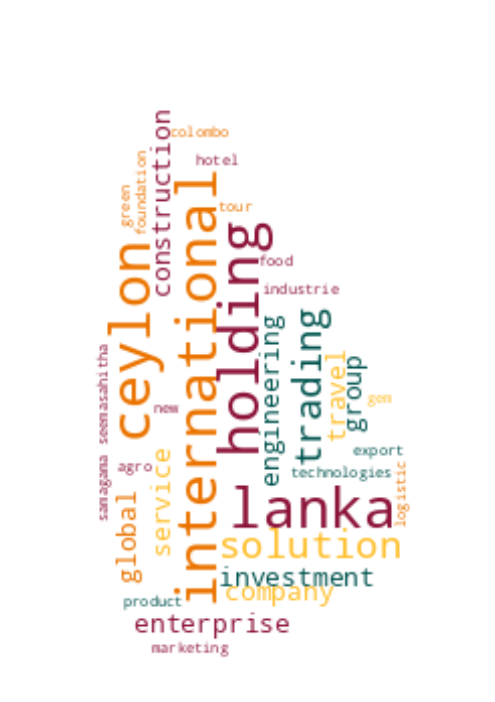 colombo
construction
hotel
foundation
green
international
tour
holding
ceylon
food
industrie
trading
engineering
seemasahitha
travel
group
gem
new
export
service
samagama
agro
technologies
logistic
lanka
global
solution
investment
company
product
enterprise
marketing